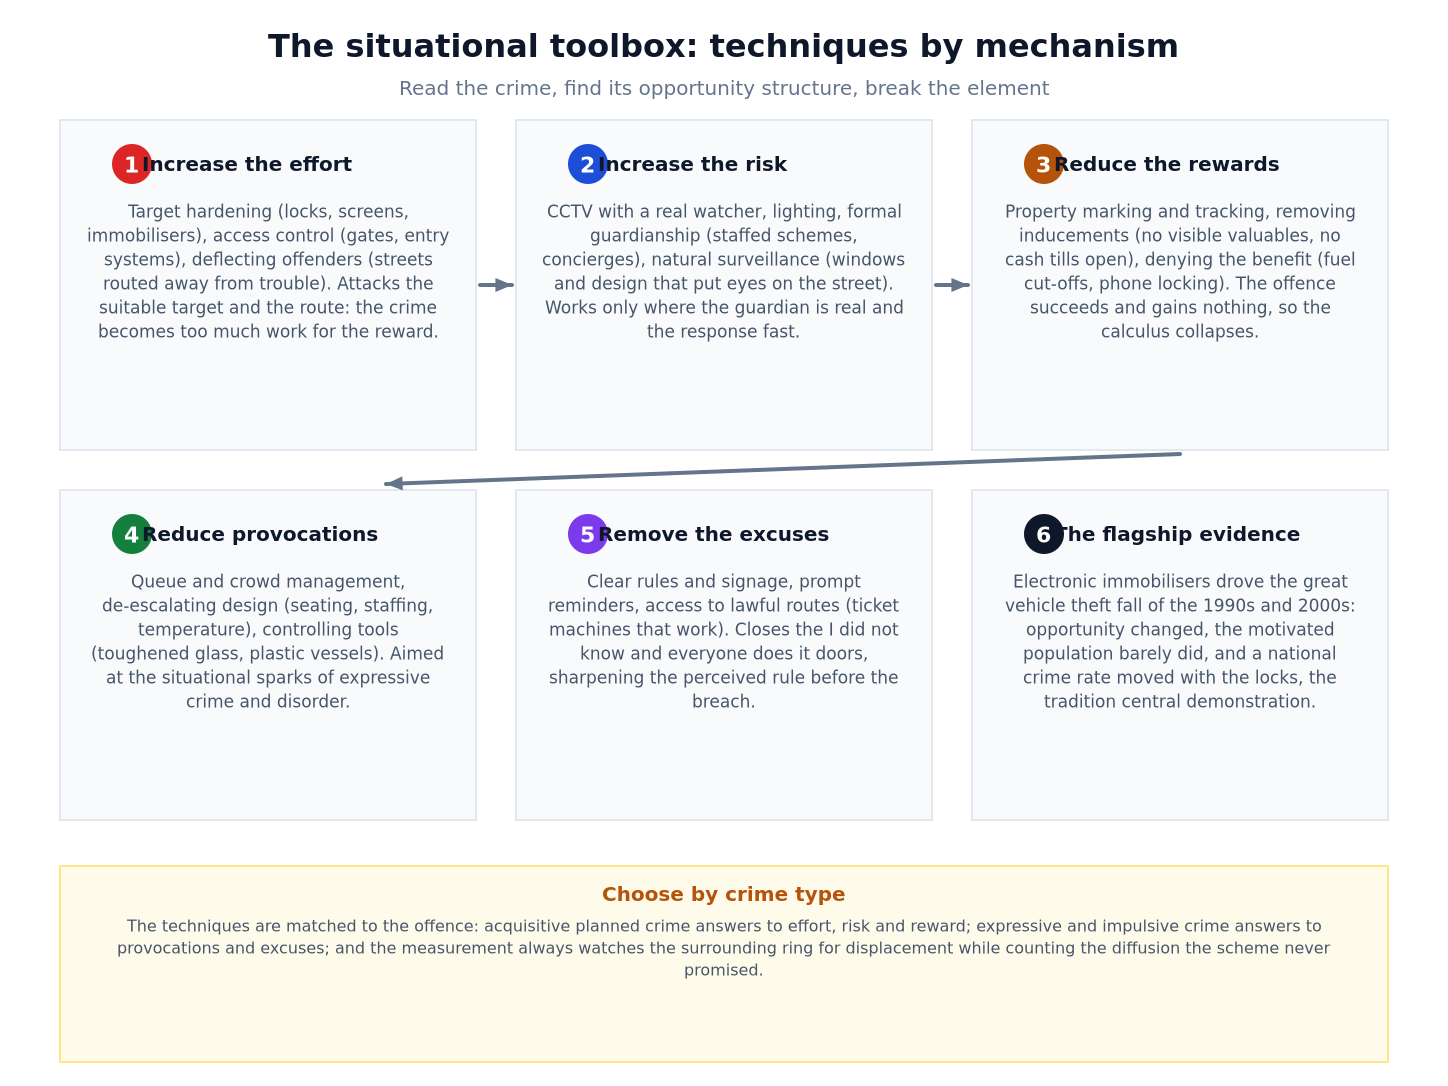 The situational toolbox: techniques by mechanism
Read the crime, find its opportunity structure, break the element
1 Increase the effort
Target hardening (locks, screens,
immobilisers), access control (gates, entry
systems), deflecting offenders (streets
routed away from trouble). Attacks the
suitable target and the route: the crime
becomes too much work for the reward.
2 Increase the risk
CCTV with a real watcher, lighting, formal
guardianship (staffed schemes,
concierges), natural surveillance (windows
and design that put eyes on the street).
Works only where the guardian is real and
the response fast.
3 Reduce the rewards
Property marking and tracking, removing
inducements (no visible valuables, no
cash tills open), denying the benefit (fuel
cut-offs, phone locking). The offence
succeeds and gains nothing, so the
calculus collapses.
4 Reduce provocations
Queue and crowd management,
de-escalating design (seating, staffing,
temperature), controlling tools
(toughened glass, plastic vessels). Aimed
at the situational sparks of expressive
crime and disorder.
5 Remove the excuses
Clear rules and signage, prompt
reminders, access to lawful routes (ticket
machines that work). Closes the I did not
know and everyone does it doors,
sharpening the perceived rule before the
breach.
6 The flagship evidence
Electronic immobilisers drove the great
vehicle theft fall of the 1990s and 2000s:
opportunity changed, the motivated
population barely did, and a national
crime rate moved with the locks, the
tradition central demonstration.
Choose by crime type
The techniques are matched to the offence: acquisitive planned crime answers to effort, risk and reward; expressive and impulsive crime answers to
provocations and excuses; and the measurement always watches the surrounding ring for displacement while counting the diffusion the scheme never
promised.